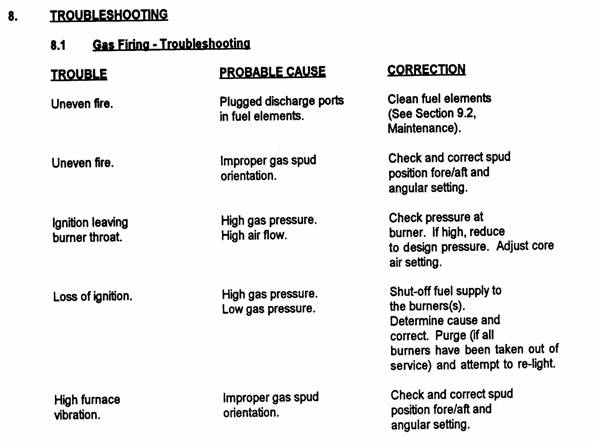 8. TROUBLESHOOTING
8.1 Gas Firing - Troubleshooting
TROUBLE PROBABLE CAUSE CORRECTION
Uneven fire. Plugged discharge ports Clean fuel elements
in fuel elements. (See Section 9.2,
Maintenance).
Uneven fire. Improper gas spud Check and correct spud
orientation. position fore/aft and
angular setting.
Ignition leaving High gas pressure. Check pressure at
burner throat. High air flow. burner. If high, reduce
to design pressure. Adjust core
air setting.
Loss of ignition. High gas pressure. Shut-off fuel supply to
Low gas pressure. the burners(s).
Determine cause and
correct. Purge (if all
burners have been taken out of
service) and attempt to re-light.
High furnace Improper gas spud Check and correct spud
vibration. orientation. position fore/aft and
angular setting.